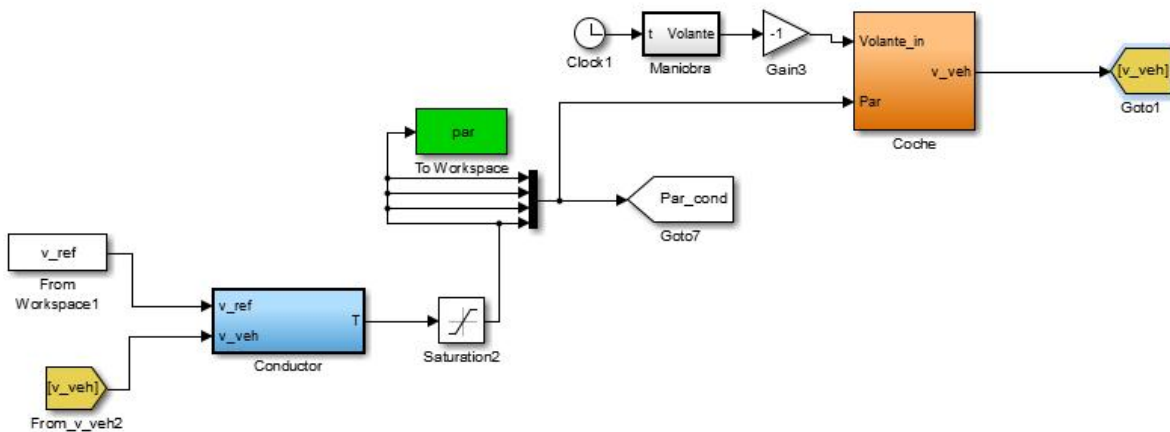 t
Volante
-1
Clock1
Maniobra
Gain3
Volante_in
v_veh
Par
Coche
[v_veh]
Goto1
par
To Workspace
Par_cond
Goto7
v_ref
From
Workspace1
v_ref
v_veh
T
Conductor
Saturation2
[v_veh]
From_v_veh2